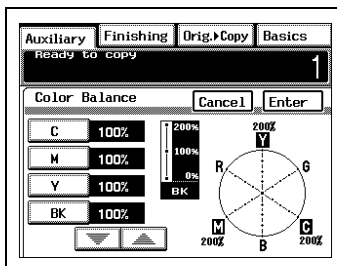 Auxiliary Finishing Orig.▸Copy Basics
Ready to copy
1
Color Balance Cancel Enter
C 100%
M 100%
Y 100%
BK 100%
200%
100%
0%
BK
200%
Y
R G
M C
200% B 200%